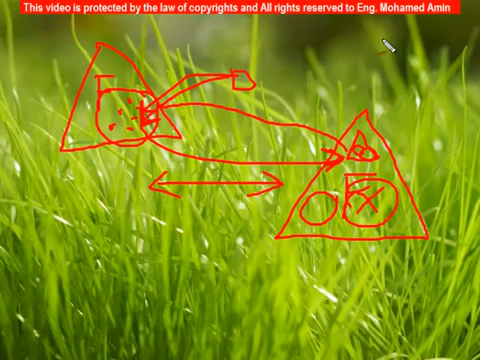 This video is protected by the law of copyrights and All rights reserved to Eng. Mohamed Amin